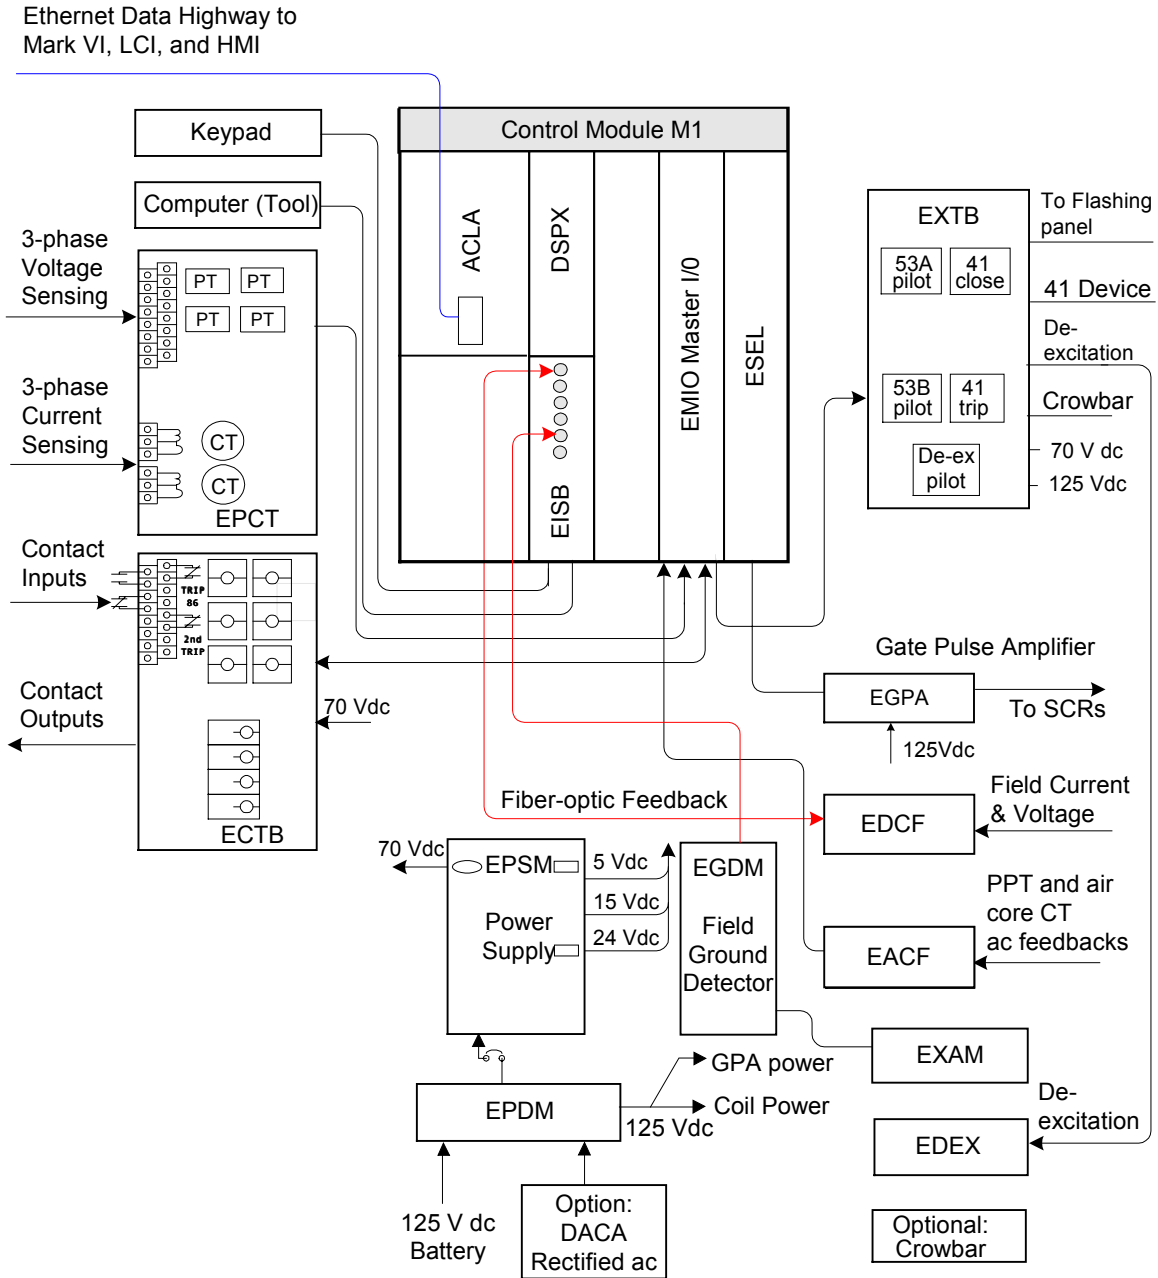 Ethernet Data Highway to
Mark VI, LCI, and HMI
Keypad
Computer (Tool)
Control Module M1
ACLA
DSPX
EISB
EMIO Master I/0
ESEL
3-phase
Voltage
Sensing
PT
PT
PT
PT
3-phase
Current
Sensing
CT
CT
EPCT
EXTB
53A
pilot
41
close
53B
pilot
41
trip
De-ex
pilot
To Flashing
panel
41 Device
De-
excitation
Crowbar
70 V dc
125 Vdc
Contact
Inputs
TRIP
86
2nd
TRIP
Contact
Outputs
70 Vdc
ECTB
Gate Pulse Amplifier
EGPA
To SCRs
125Vdc
Fiber-optic Feedback
EDCF
Field Current
& Voltage
70 Vdc
EPSM
5 Vdc
15 Vdc
24 Vdc
Power
Supply
EGDM
Field
Ground
Detector
PPT and air
core CT
ac feedbacks
EACF
EXAM
GPA power
Coil Power
125 Vdc
EPDM
De-
excitation
EDEX
125 V dc
Battery
Option:
DACA
Rectified ac
Optional:
Crowbar